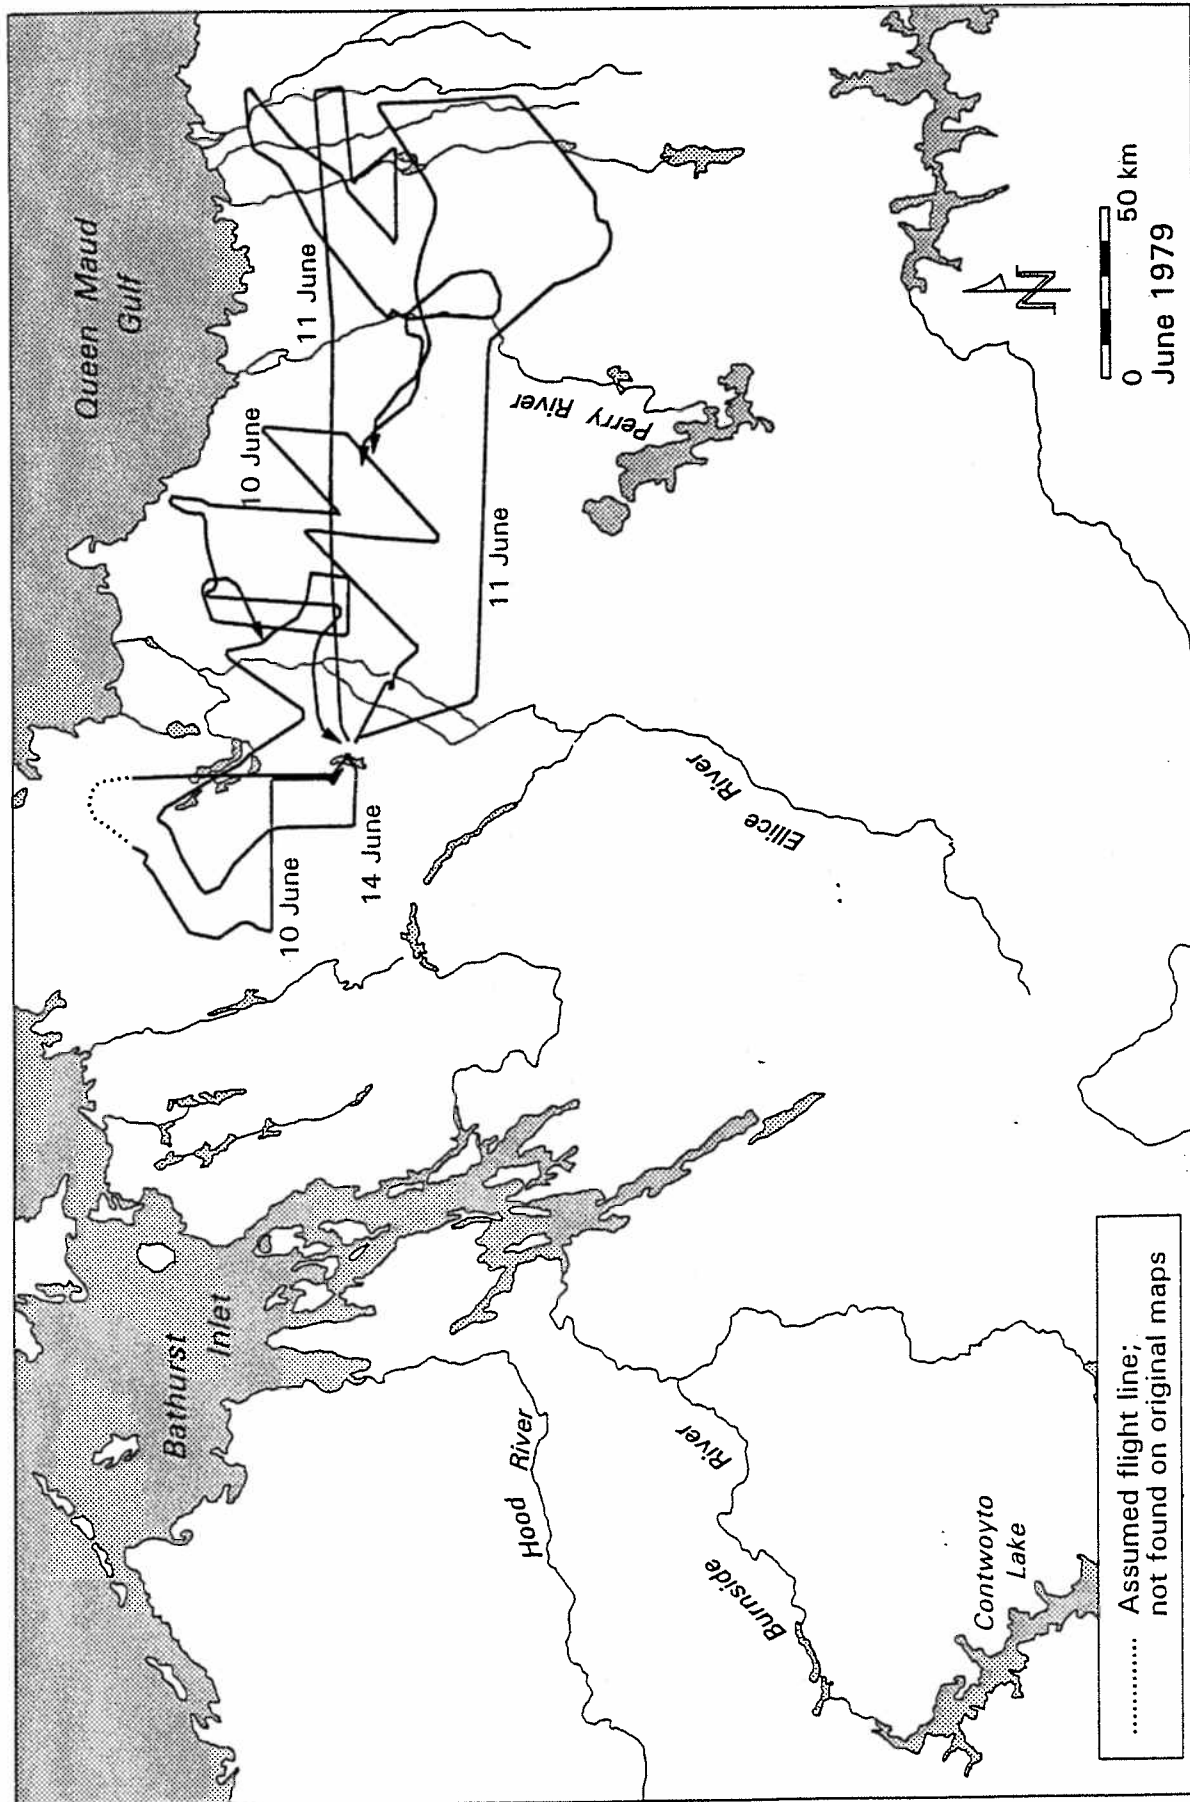 Queen Maud
Gulf
11 June
10 June
11 June
10 June
14 June
Perry River
Ellice River
Bathurst
Inlet
Hood River
Burnside River
Contwoyto
Lake
N
0 50 km
June 1979
Assumed flight line;
not found on original maps